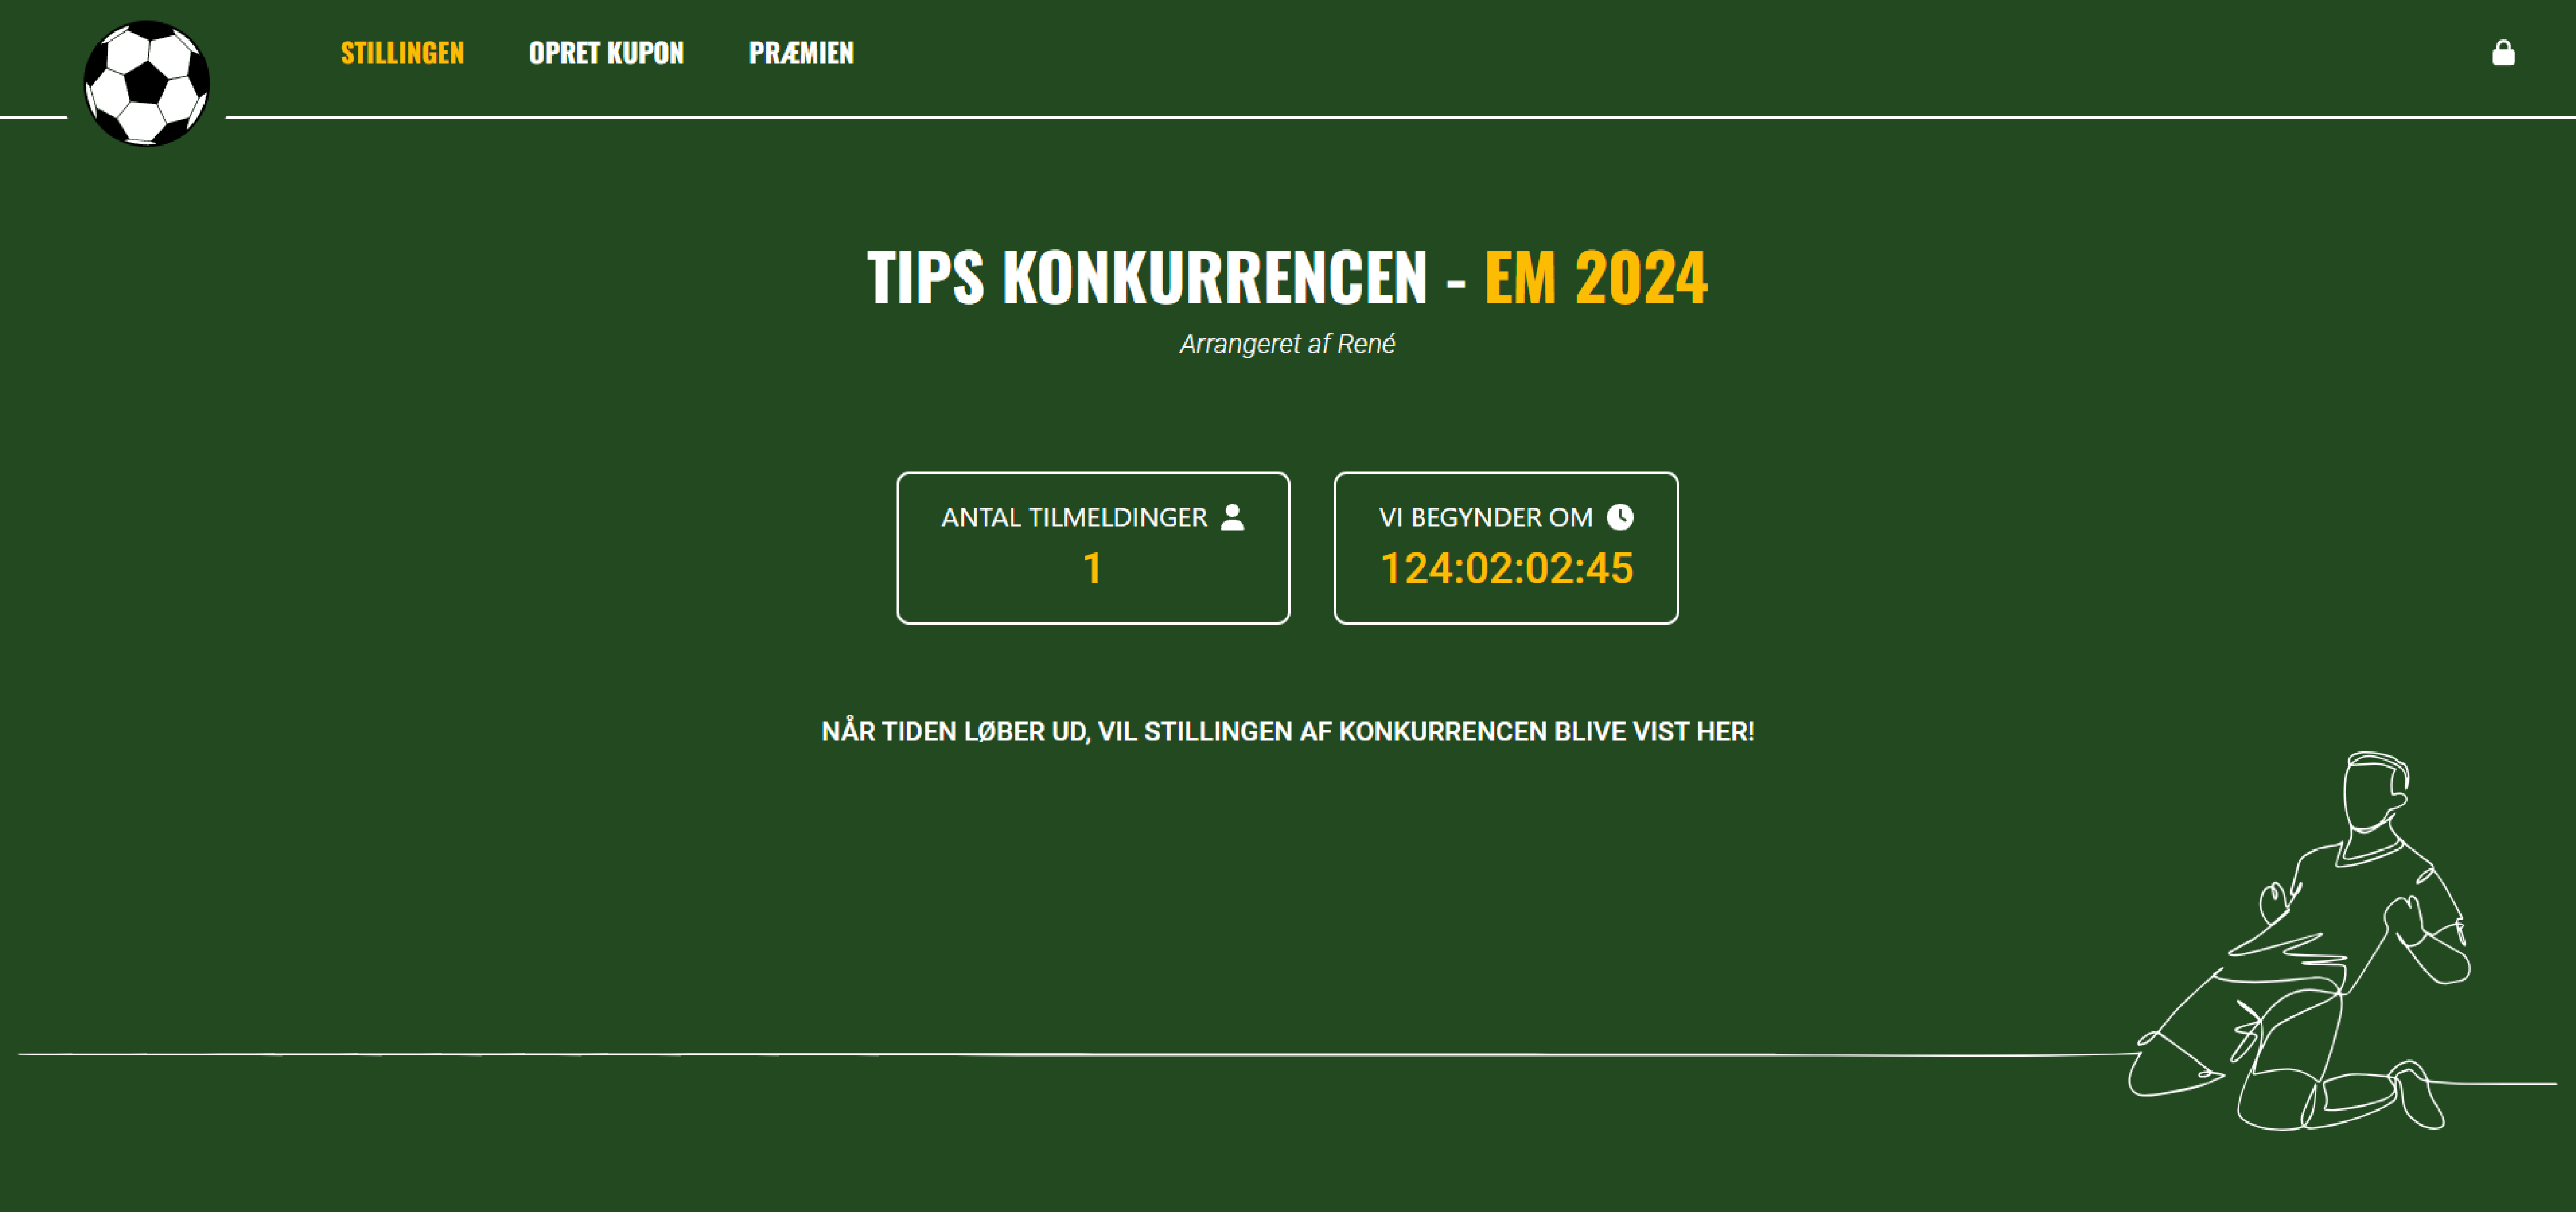 STILLINGEN OPRET KUPON PRÆMIEN
TIPS KONKURRENCEN - EM 2024
Arrangeret af René
ANTAL TILMELDINGER
1
VI BEGYNDER OM
124:02:02:45
NÅR TIDEN LØBER UD, VIL STILLINGEN AF KONKURRENCEN BLIVE VIST HER!